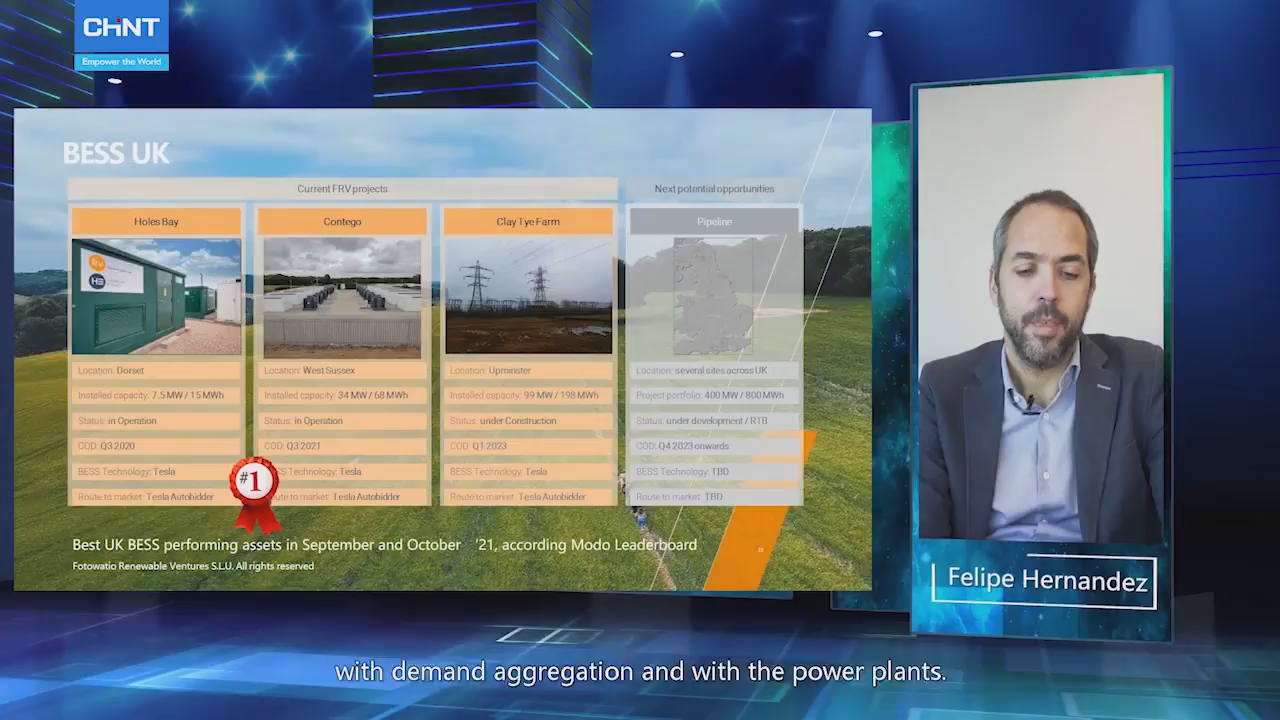 CHNT
Empower the World
BESS UK
Current FRV projects
Next potential opportunities
Holes Bay
Contego
Clay Tye Farm
Pipeline
Location: Dorset
Location: West Sussex
Location: Upminster
Location: several sites across UK
Installed capacity: 7.5 MW / 15 MWh
Installed capacity: 34 MW / 68 MWh
Installed capacity: 99 MW / 198 MWh
Project portfolio: 400 MW / 800 MWh
Status: in Operation
Status: in Operation
Status: under Construction
Status: under development / RTB
COD: Q3 2020
COD: Q3 2021
COD: Q1 2023
COD: Q4 2023 onwards
BESS Technology: Tesla
Technology: Tesla
BESS Technology: Tesla
BESS Technology: TBD
Route to market: Tesla Autobidder
to market: Tesla Autobidder
Route to market: Tesla Autobidder
Route to market: TBD
#1
Best UK BESS performing assets in September and October '21, according Modo Leaderboard
Fotowatio Renewable Ventures S.L.U. All rights reserved
Felipe Hernandez
with demand aggregation and with the power plants.